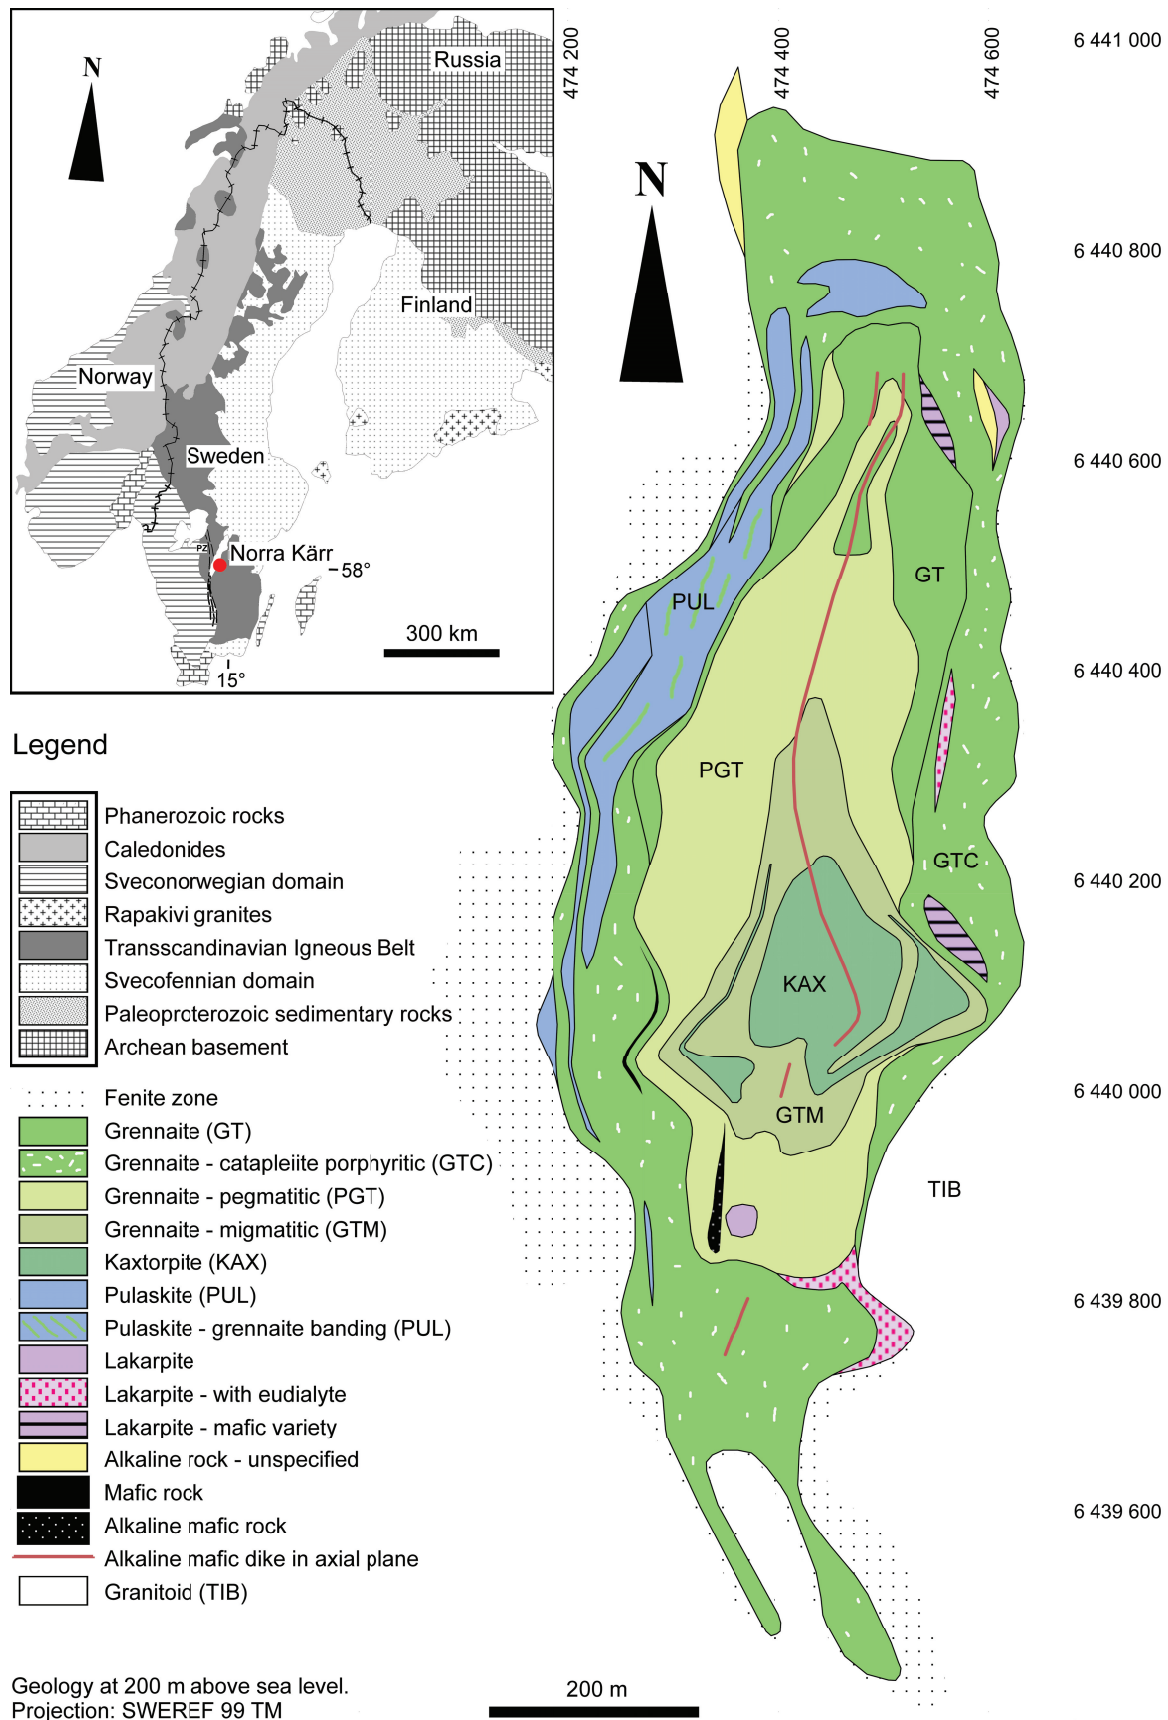 N
Russia
Finland
Norway
Sweden
PZ
Norra Kärr
58°
300 km
15°
474 200
474 400
474 600
6 441 000
N
6 440 800
6 440 600
GT
PUL
6 440 400
PGT
GTC
6 440 200
KAX
6 440 000
GTM
TIB
6 439 800
6 439 600
Legend
Phanerozoic rocks
Caledonides
Sveconorwegian domain
Rapakivi granites
Transscandinavian Igneous Belt
Svecofennian domain
Paleoproterozoic sedimentary rocks
Archean basement
Fenite zone
Grennaite (GT)
Grennaite - catapleiite porphyritic (GTC)
Grennaite - pegmatitic (PGT)
Grennaite - migmatitic (GTM)
Kaxtorpite (KAX)
Pulaskite (PUL)
Pulaskite - grennaite banding (PUL)
Lakarpite
Lakarpite - with eudialyte
Lakarpite - mafic variety
Alkaline rock - unspecified
Mafic rock
Alkaline mafic rock
Alkaline mafic dike in axial plane
Granitoid (TIB)
Geology at 200 m above sea level.
Projection: SWEREF 99 TM
200 m